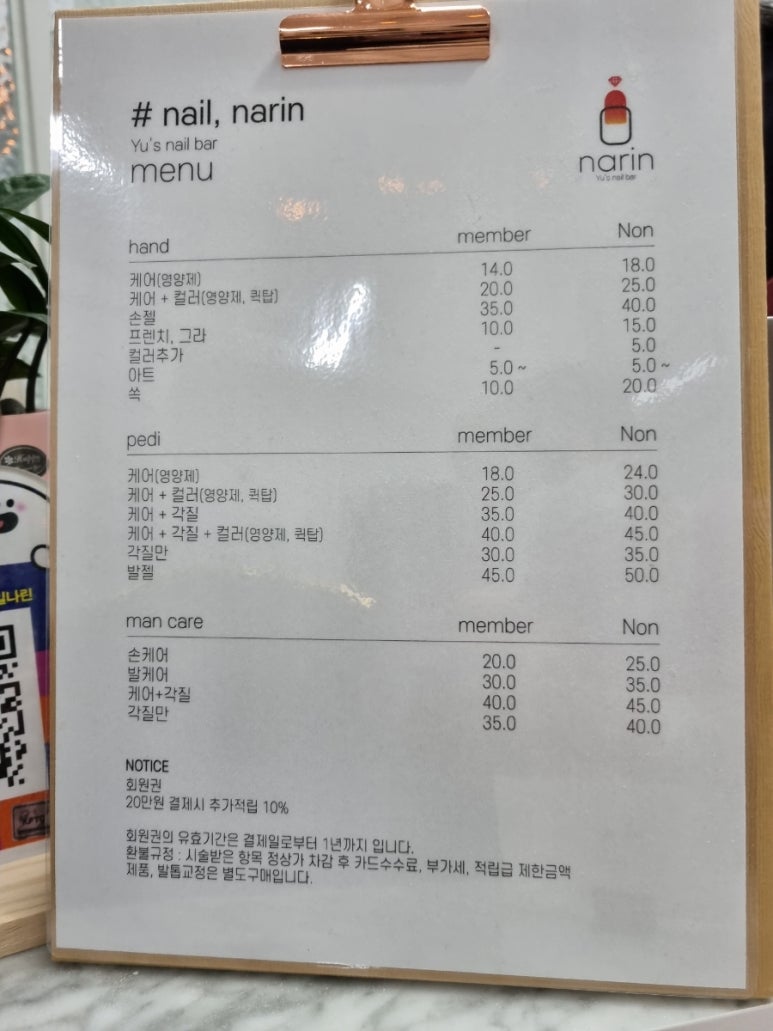 # nail, narin
Yu's nail bar
menu
narin
Yu's nail bar
hand member Non
케어(영양제) 14.0 18.0
케어 + 컬러(영양제, 퀵탑) 20.0 25.0
손젤 35.0 40.0
프렌치, 그라 10.0 15.0
컬러추가 - 5.0
아트 5.0 ~ 5.0 ~
쏙 10.0 20.0
pedi member Non
케어(영양제) 18.0 24.0
케어 + 컬러(영양제, 퀵탑) 25.0 30.0
케어 + 각질 35.0 40.0
케어 + 각질 + 컬러(영양제, 퀵탑) 40.0 45.0
각질만 30.0 35.0
발젤 45.0 50.0
man care member Non
손케어 20.0 25.0
발케어 30.0 35.0
케어+각질 40.0 45.0
각질만 35.0 40.0
NOTICE
회원권
20만원 결제시 추가적립 10%
회원권의 유효기간은 결제일로부터 1년까지 입니다.
환불규정 : 시술받은 항목 정상가 차감 후 카드수수료, 부가세, 적립급 제한금액
제품, 발톱교정은 별도구매입니다.